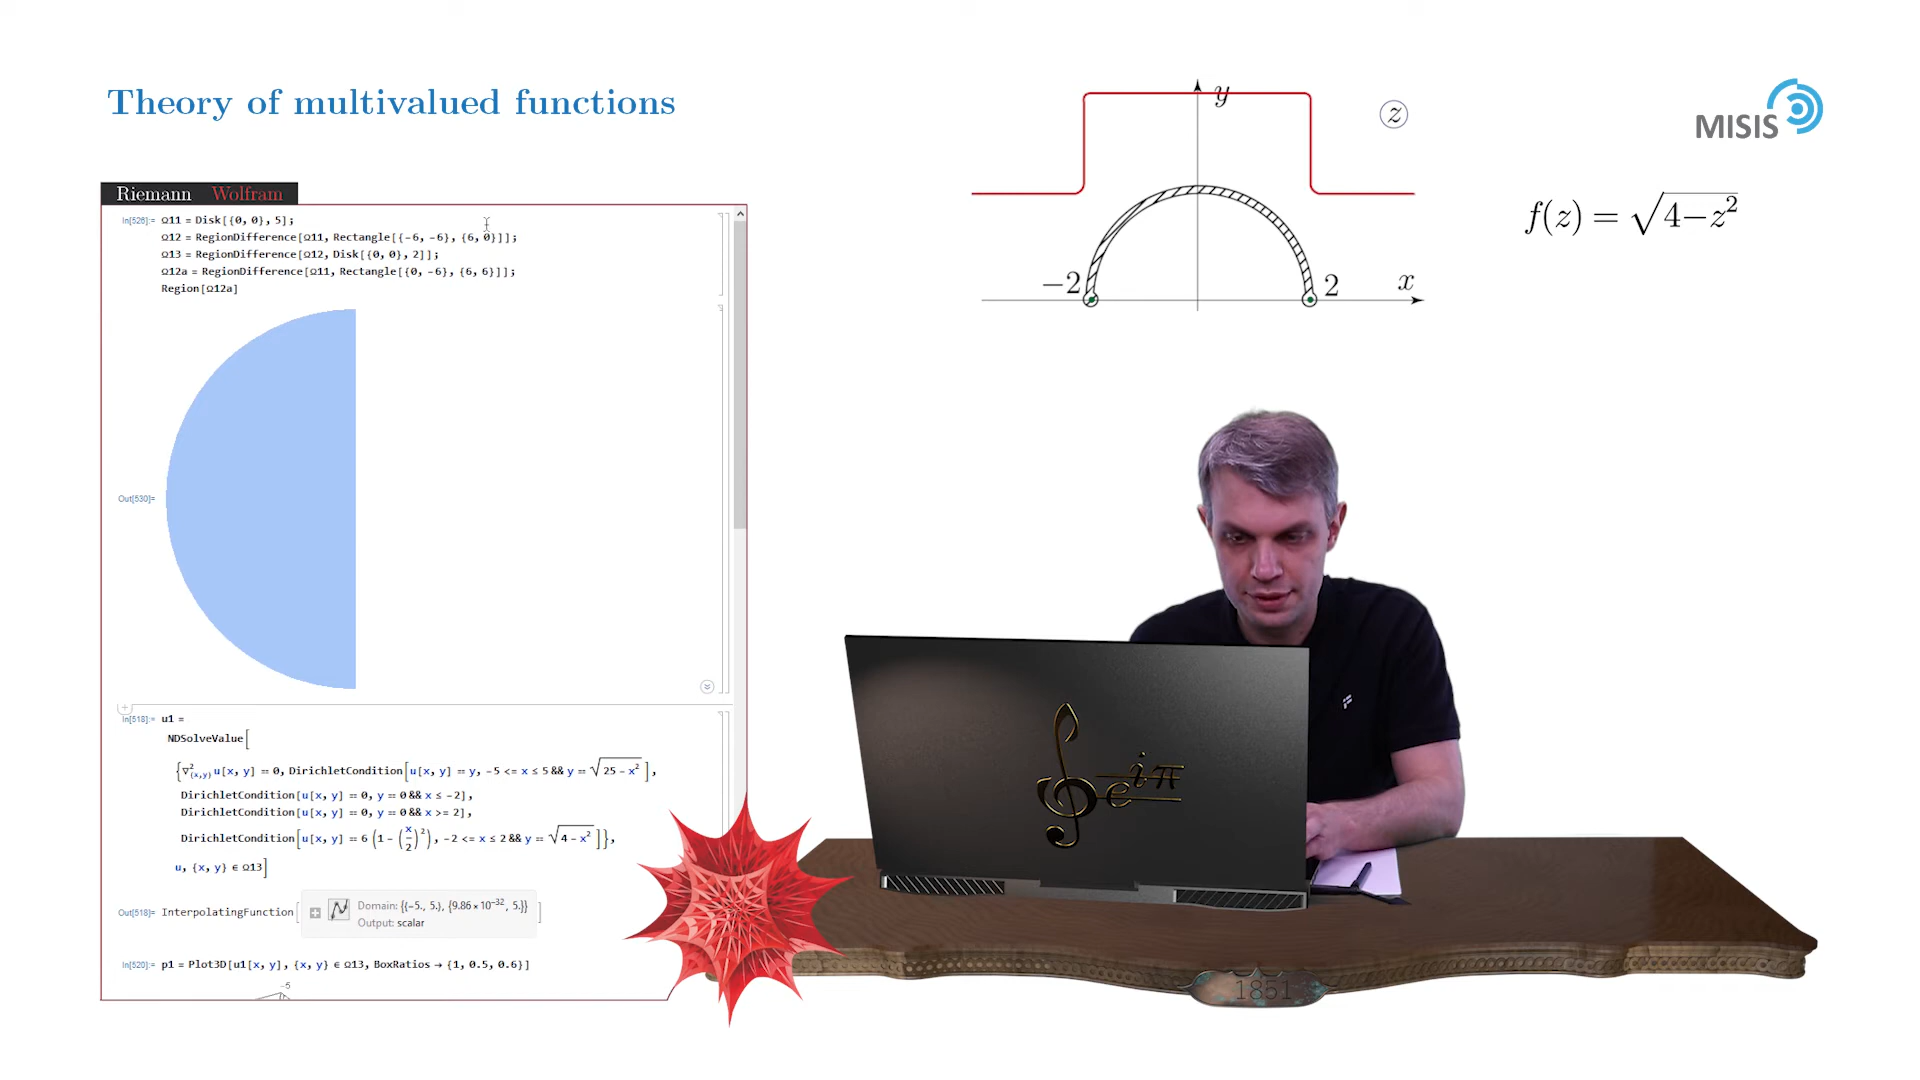 Theory of multivalued functions
y
z
MISIS
f(z) = √4−z²
−2
2
x
Riemann Wolfram
In[526]:= Ω11 = Disk[{0, 0}, 5];
Ω12 = RegionDifference[Ω11, Rectangle[{-6, -6}, {6, 0}]];
Ω13 = RegionDifference[Ω12, Disk[{0, 0}, 2]];
Ω12a = RegionDifference[Ω11, Rectangle[{0, -6}, {6, 6}]];
Region[Ω12a]
Out[530]=
In[518]:= u1 =
NDSolveValue[
{∇²{x,y} u[x, y] == 0, DirichletCondition[u[x, y] == y, -5 <= x ≤ 5 && y == √25 - x²],
DirichletCondition[u[x, y] == 0, y == 0 && x ≤ -2],
DirichletCondition[u[x, y] == 0, y == 0 && x >= 2],
DirichletCondition[u[x, y] == 6 (1 - (x/2)²), -2 <= x ≤ 2 && y == √4 - x²]},
u, {x, y} ∈ Ω13]
Out[518]= InterpolatingFunction[ Domain: {{-5., 5.}, {9.86×10⁻³², 5.}}
Output: scalar ]
In[520]:= p1 = Plot3D[u1[x, y], {x, y} ∈ Ω13, BoxRatios → {1, 0.5, 0.6}]
-5
e^iπ
1851